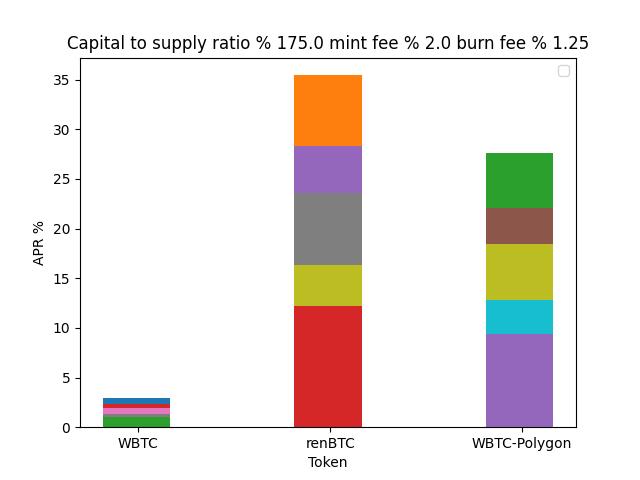 Capital to supply ratio % 175.0 mint fee % 2.0 burn fee % 1.25
35
30
25
20
15
10
5
0
APR %
WBTC
renBTC
WBTC-Polygon
Token